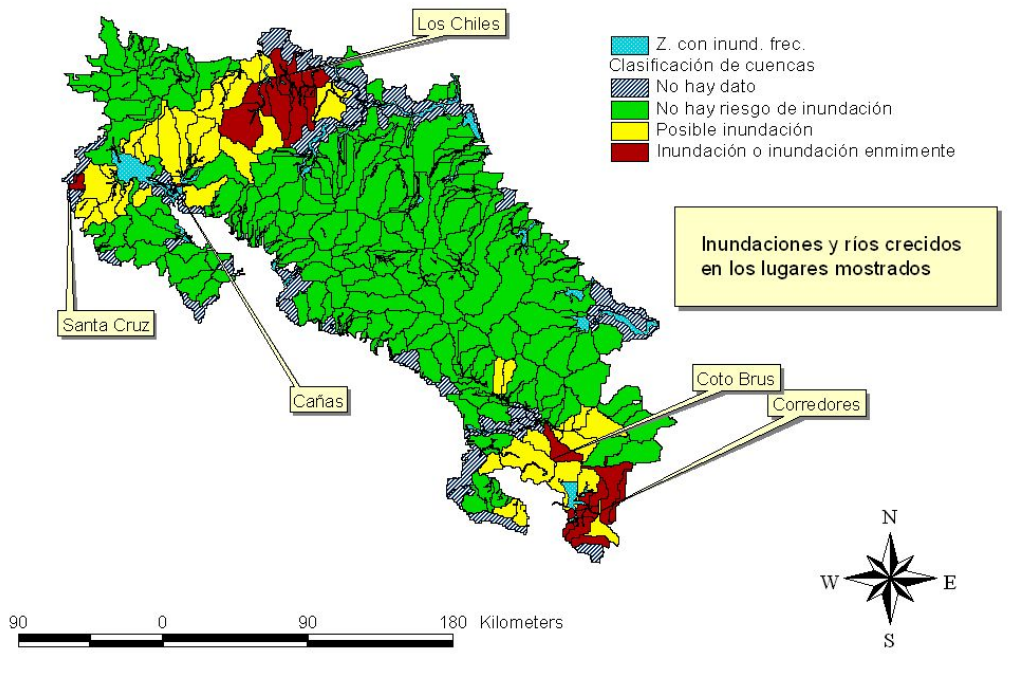 Los Chiles
Z. con inund. frec.
Clasificación de cuencas
No hay dato
No hay riesgo de inundación
Posible inundación
Inundación o inundación enmimente
Inundaciones y ríos crecidos
en los lugares mostrados
Santa Cruz
Cañas
Coto Brus
Corredores
N
W
E
S
90 0 90 180 Kilometers